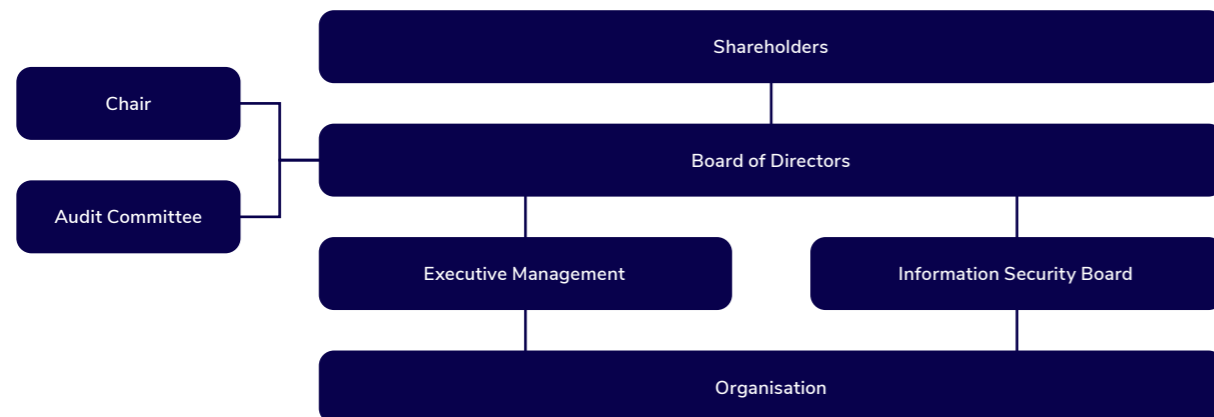 Shareholders
Chair
Board of Directors
Audit Committee
Executive Management
Information Security Board
Organisation